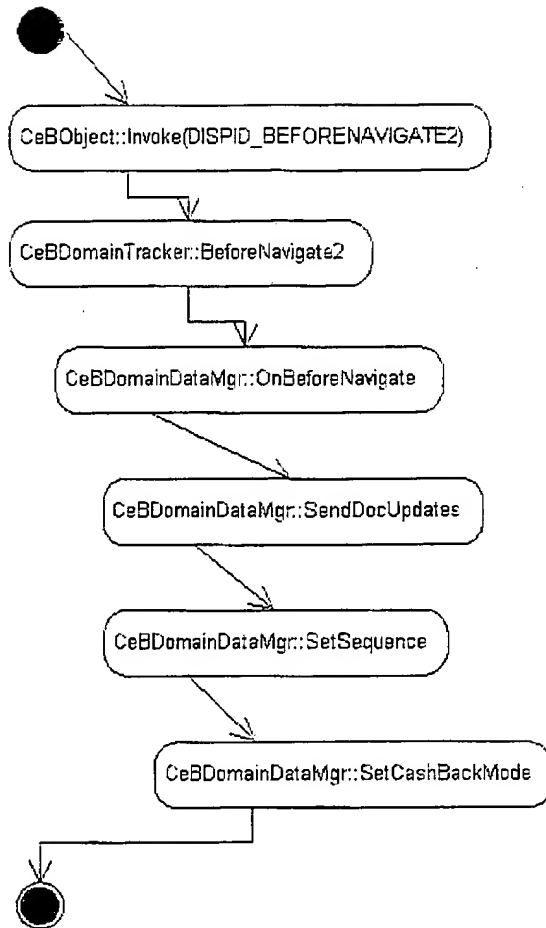 CeBObject::Invoke(DISPID_BEFORENAVIGATE2)
CeBDomainTracker::BeforeNavigate2
CeBDomainDataMgr::OnBeforeNavigate
CeBDomainDataMgr::SendDocUpdates
CeBDomainDataMgr::SetSequence
CeBDomainDataMgr::SetCashBackMode